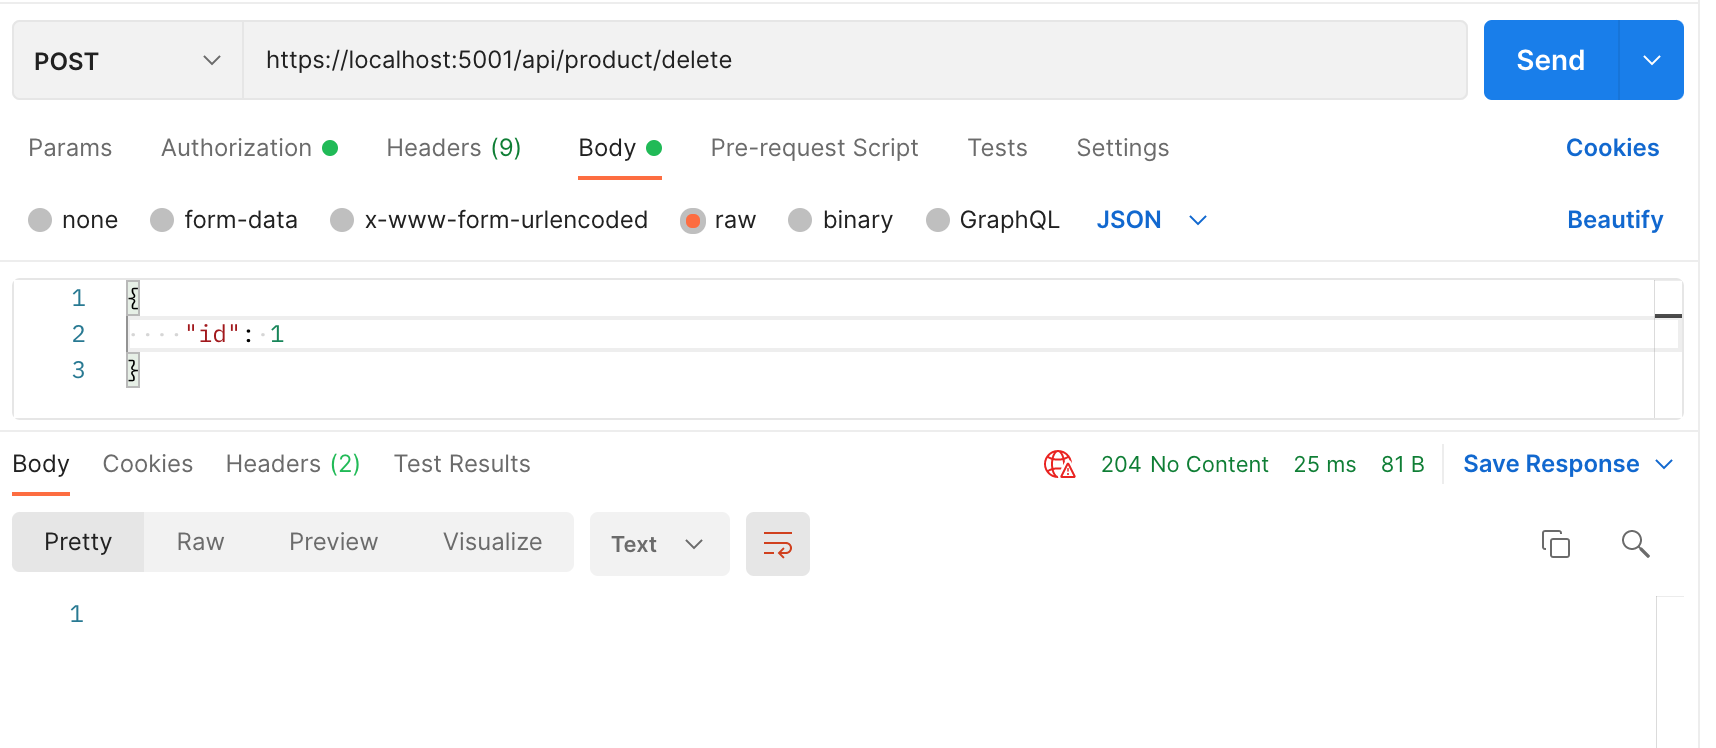 POST https://localhost:5001/api/product/delete Send
Params Authorization Headers (9) Body Pre-request Script Tests Settings Cookies
none form-data x-www-form-urlencoded raw binary GraphQL JSON Beautify
1 {
2 "id": 1
3 }
Body Cookies Headers (2) Test Results 204 No Content 25 ms 81 B Save Response
Pretty Raw Preview Visualize Text
1